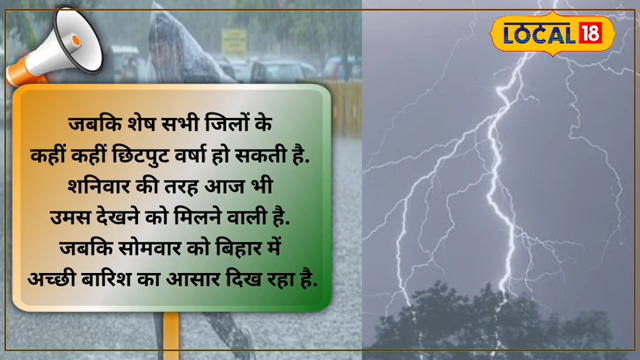 LOCAL 18
जबकि शेष सभी जिलों के
कहीं कहीं छिटपुट वर्षा हो सकती है.
शनिवार की तरह आज भी
उमस देखने को मिलने वाली है.
जबकि सोमवार को बिहार में
अच्छी बारिश का आसार दिख रहा है.